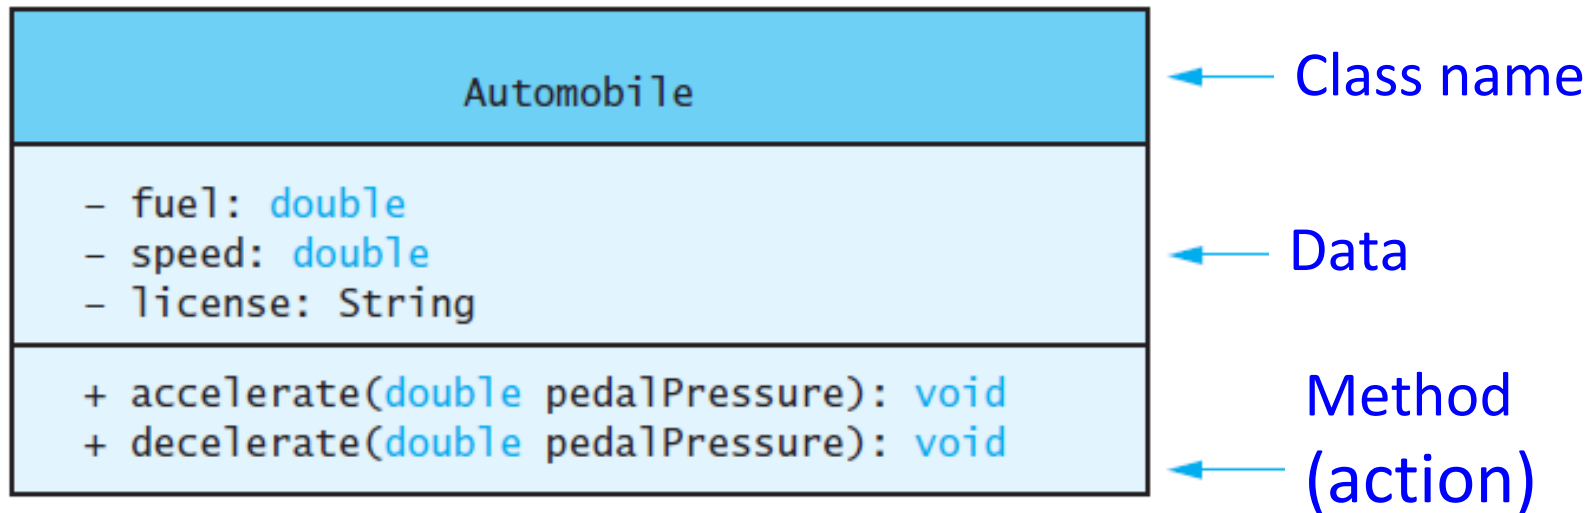 Automobile
Class name
– fuel: double
– speed: double
– license: String
Data
+ accelerate(double pedalPressure): void
+ decelerate(double pedalPressure): void
Method
(action)